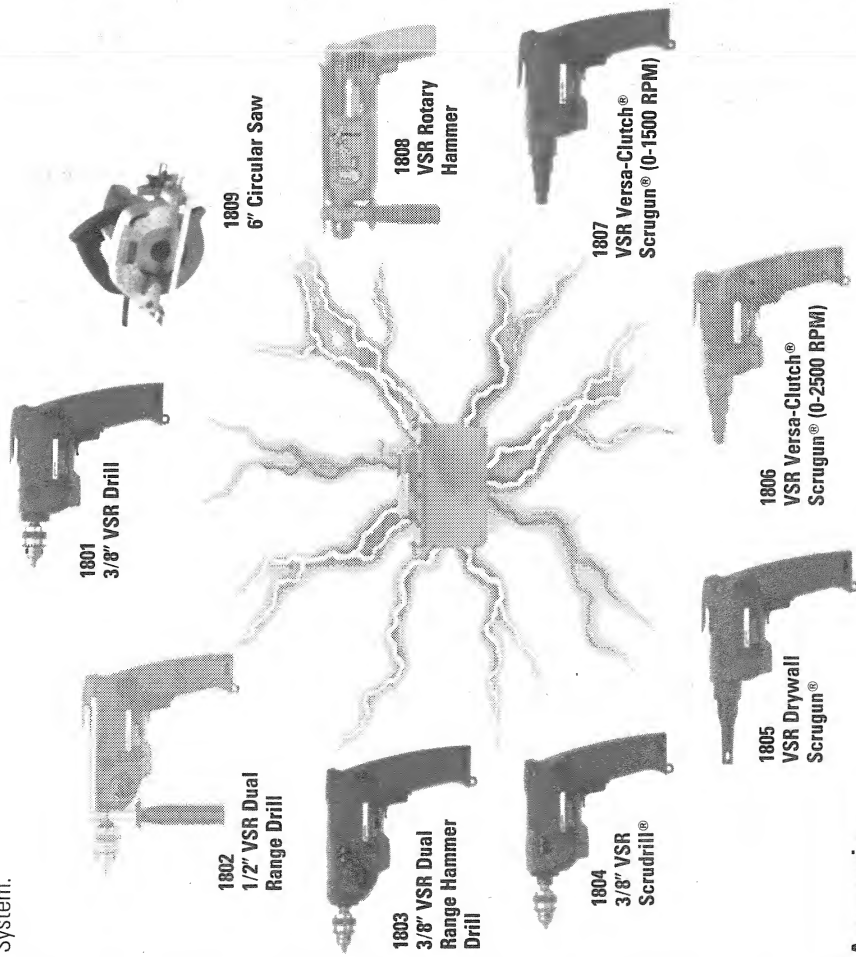 System.
1801
3/8" VSR Drill
1809
6" Circular Saw
1802
1/2" VSR Dual
Range Drill
1808
VSR Rotary
Hammer
1803
3/8" VSR Dual
Range Hammer
Drill
1807
VSR Versa-Clutch®
Scrugun® (0-1500 RPM)
1804
3/8" VSR
Scrudrill®
1806
VSR Versa-Clutch®
Scrugun® (0-2500 RPM)
1805
VSR Drywall
Scrugun®